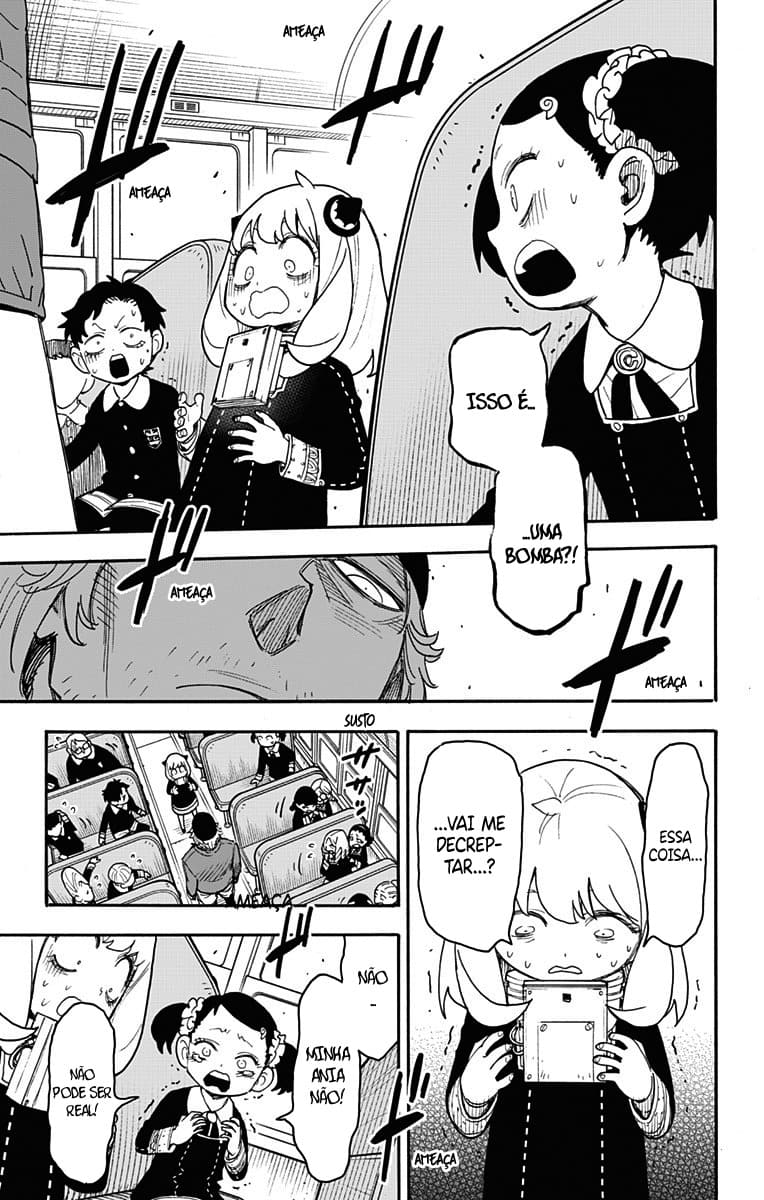 AMEAÇA
AMEAÇA
ISSO É..
..UMA
BOMBA?!
AMEAÇA
AMEAÇA
ESSA
COISA...
...VAI ME
DECREP-
TAR...?
SUSTO
AMEAÇA
NÃO
-
MINHA
ANIA
NÃO!
NÃO
PODE SER
REAL!
AMEAÇA